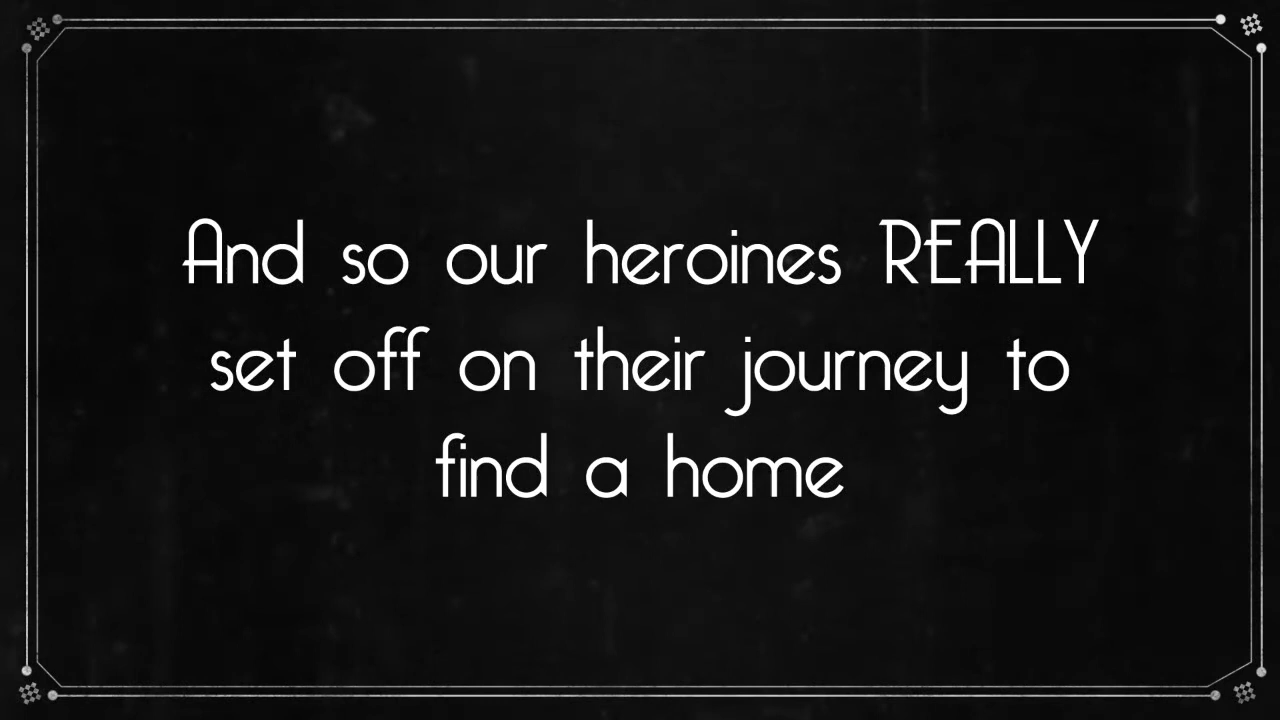 And so our heroines REALLY
set off on their journey to
find a home